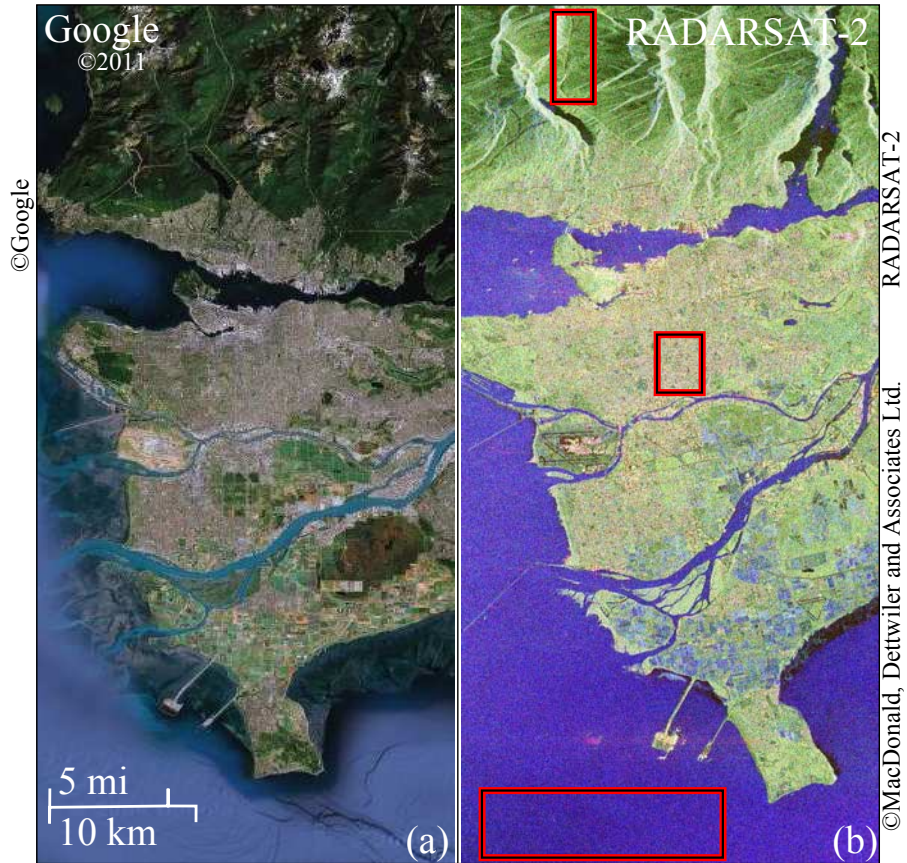 Google
©2011
RADARSAT-2
©Google
RADARSAT-2
©MacDonald, Dettwiler and Associates Ltd.
5 mi
10 km
(a)
(b)